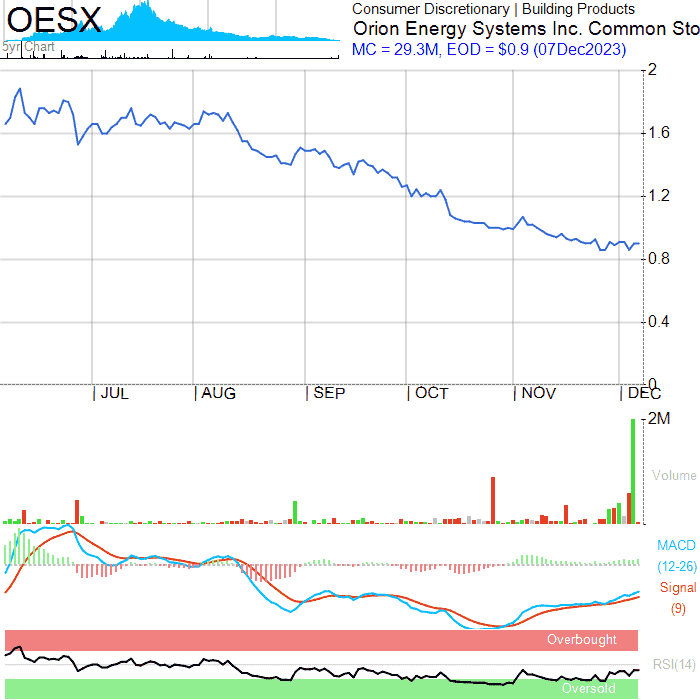 OESX
5yr Chart
Consumer Discretionary | Building Products
Orion Energy Systems Inc. Common Sto
MC = 29.3M, EOD = $0.9 (07Dec2023)
2
1.6
1.2
0.8
0.4
0
JUL
AUG
SEP
OCT
NOV
DEC
2M
Volume
MACD
(12-26)
Signal
(9)
Overbought
RSI(14)
Oversold